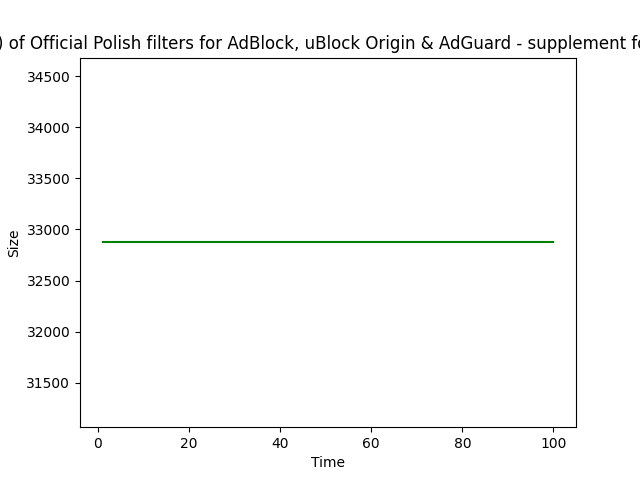 ) of Official Polish filters for AdBlock, uBlock Origin & AdGuard - supplement fo
34500
34000
33500
33000
32500
32000
31500
Size
0 20 40 60 80 100
Time